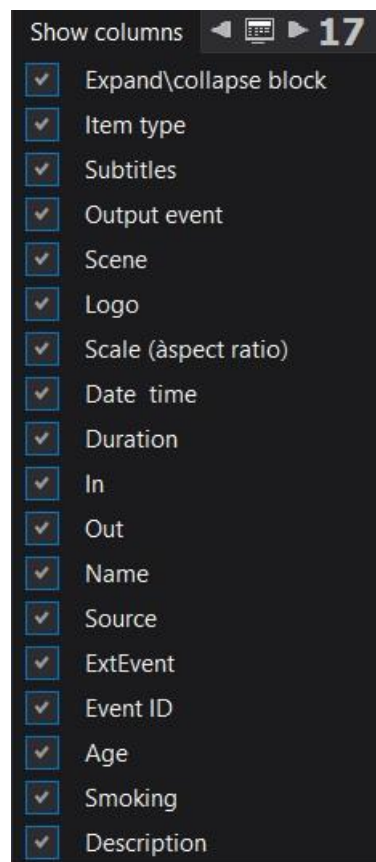 Show columns 17
Expand\collapse block
Item type
Subtitles
Output event
Scene
Logo
Scale (àspect ratio)
Date  time
Duration
In
Out
Name
Source
ExtEvent
Event ID
Age
Smoking
Description